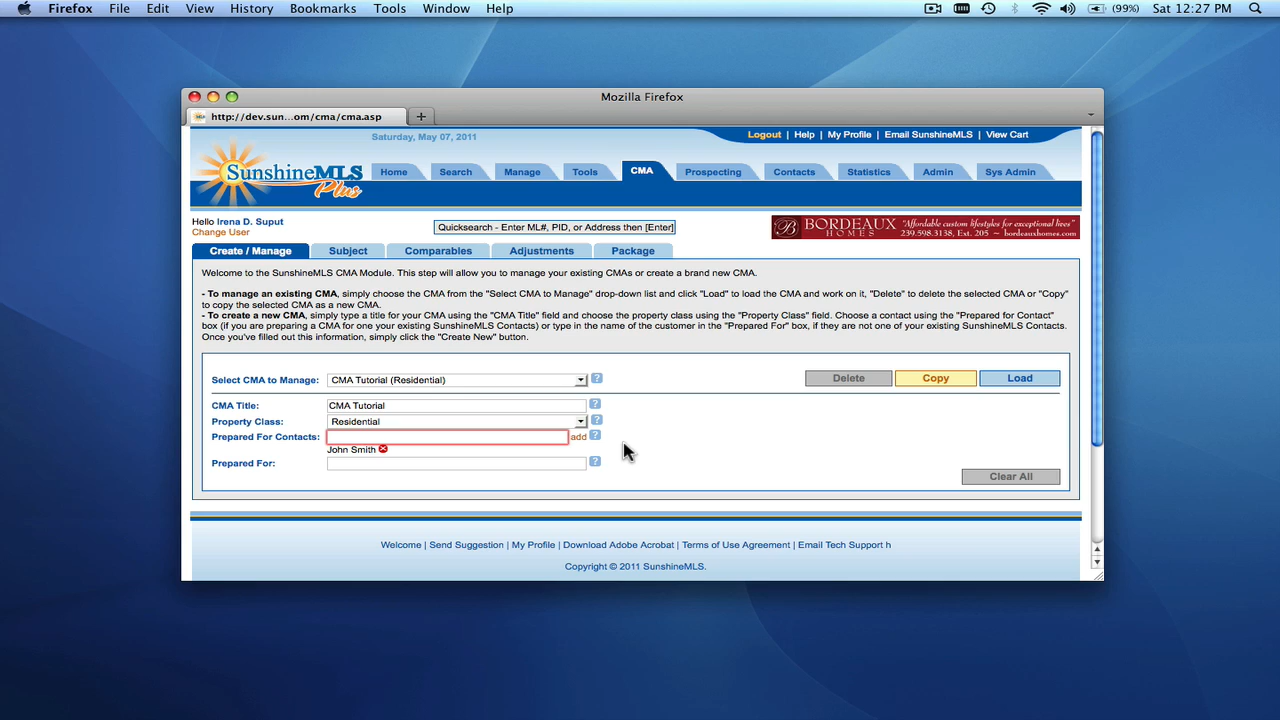 Firefox File Edit View History Bookmarks Tools Window Help (99%) Sat 12:27 PM
Mozilla Firefox
http://dev.sun...om/cma/cma.asp
Saturday, May 07, 2011
Logout | Help | My Profile | Email SunshineMLS | View Cart
SunshineMLS Plus
Home Search Manage Tools CMA Prospecting Contacts Statistics Admin Sys Admin
Hello Irena D. Suput
Change User
Quicksearch - Enter ML#, PID, or Address then [Enter]
B BORDEAUX HOMES "Affordable custom lifestyles for exceptional lives"
239.598.3138, Ext. 205 ~ bordeauxhomes.com
Create / Manage Subject Comparables Adjustments Package
Welcome to the SunshineMLS CMA Module. This step will allow you to manage your existing CMAs or create a brand new CMA.
- To manage an existing CMA, simply choose the CMA from the "Select CMA to Manage" drop-down list and click "Load" to load the CMA and work on it, "Delete" to delete the selected CMA or "Copy"
to copy the selected CMA as a new CMA.
- To create a new CMA, simply type a title for your CMA using the "CMA Title" field and choose the property class using the "Property Class" field. Choose a contact using the "Prepared for Contact"
box (if you are preparing a CMA for one your existing SunshineMLS Contacts) or type in the name of the customer in the "Prepared For" box, if they are not one of your existing SunshineMLS Contacts.
Once you've filled out this information, simply click the "Create New" button.
Select CMA to Manage: CMA Tutorial (Residential) ? Delete Copy Load
CMA Title: CMA Tutorial ?
Property Class: Residential ?
Prepared For Contacts: add ?
John Smith
Prepared For: ?
Clear All
Welcome | Send Suggestion | My Profile | Download Adobe Acrobat | Terms of Use Agreement | Email Tech Support h
Copyright © 2011 SunshineMLS.